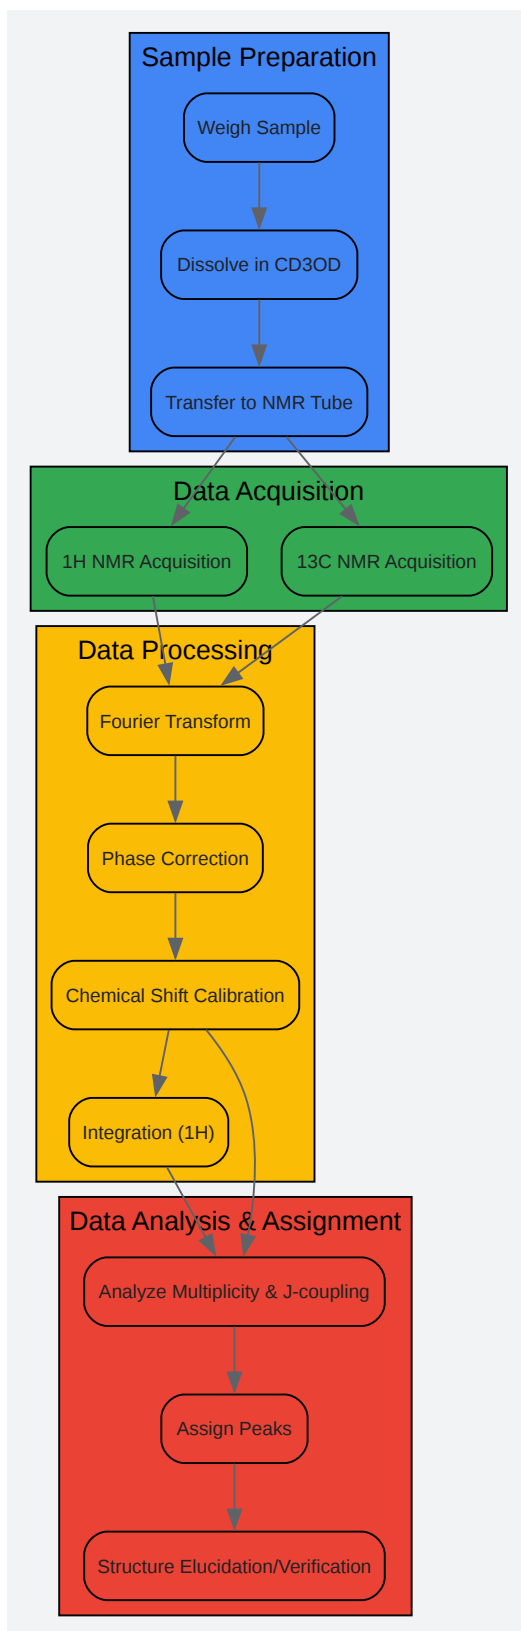 Sample Preparation
Weigh Sample
Dissolve in CD3OD
Transfer to NMR Tube
Data Acquisition
1H NMR Acquisition
13C NMR Acquisition
Data Processing
Fourier Transform
Phase Correction
Chemical Shift Calibration
Integration (1H)
Data Analysis & Assignment
Analyze Multiplicity & J-coupling
Assign Peaks
Structure Elucidation/Verification